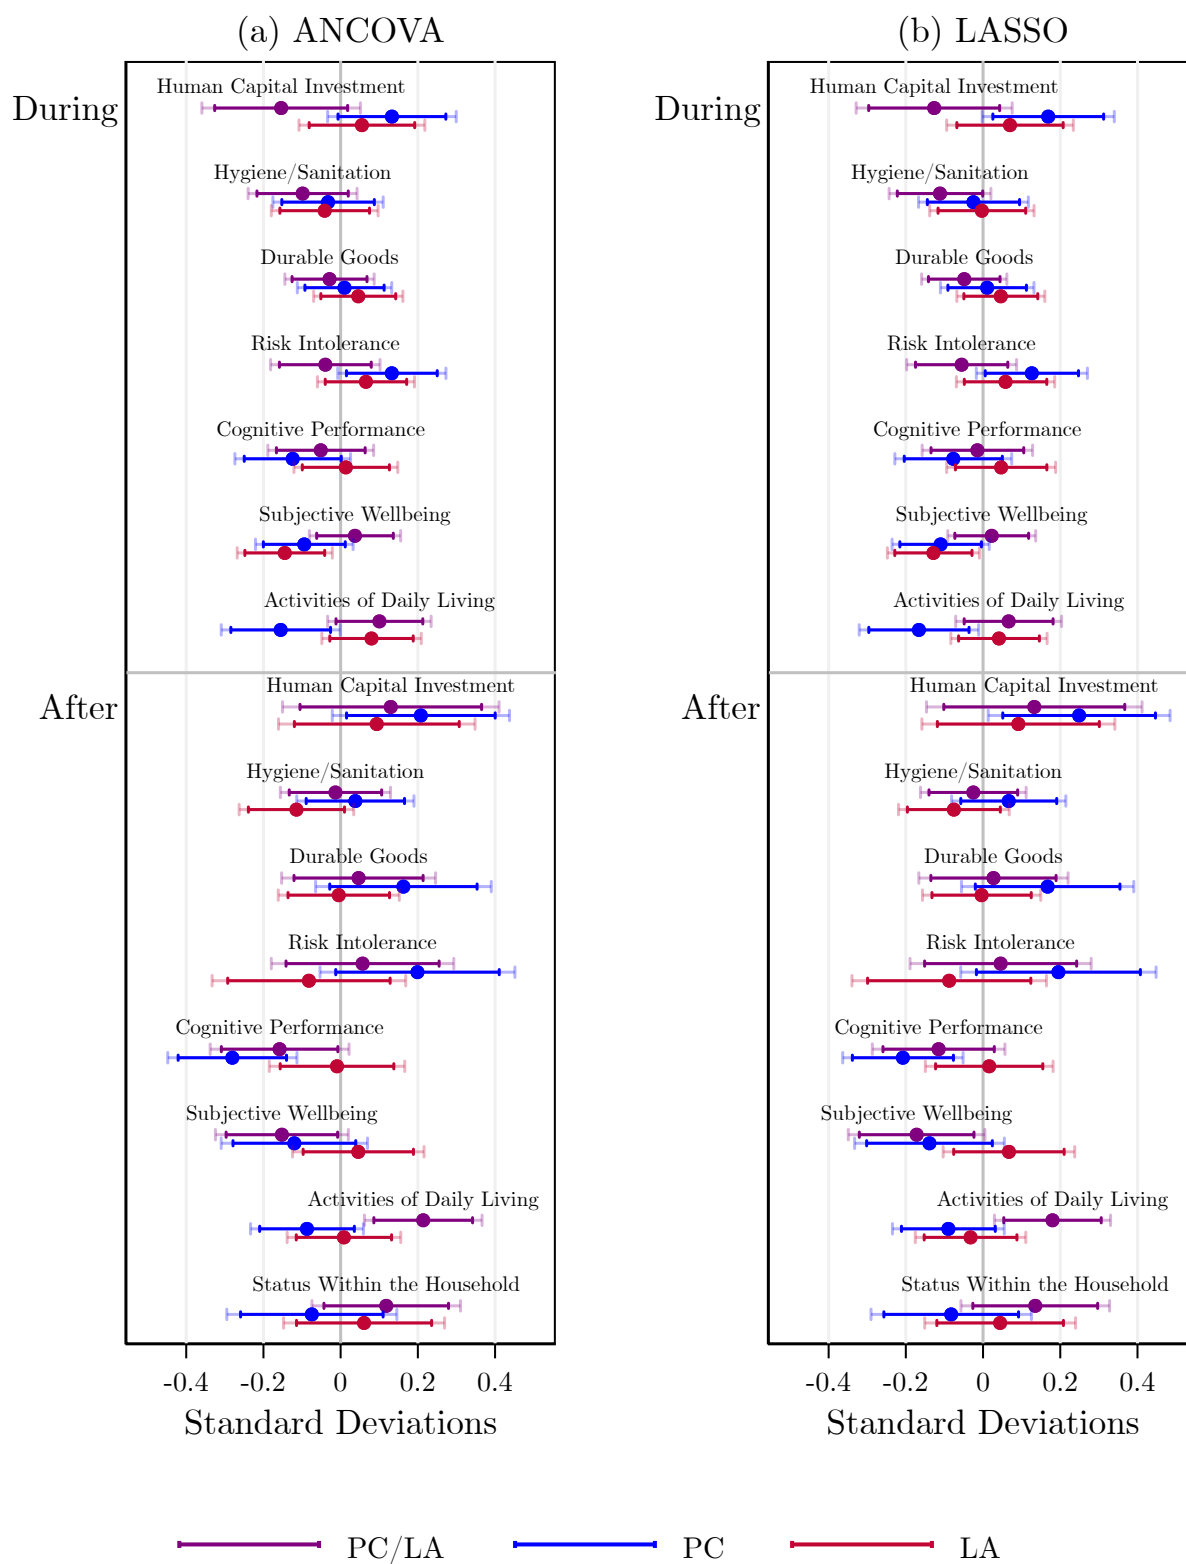 (a) ANCOVA
During
Human Capital Investment
Hygiene/Sanitation
Durable Goods
Risk Intolerance
Cognitive Performance
Subjective Wellbeing
Activities of Daily Living
After
Human Capital Investment
Hygiene/Sanitation
Durable Goods
Risk Intolerance
Cognitive Performance
Subjective Wellbeing
Activities of Daily Living
Status Within the Household
-0.4 -0.2 0 0.2 0.4
Standard Deviations
(b) LASSO
During
Human Capital Investment
Hygiene/Sanitation
Durable Goods
Risk Intolerance
Cognitive Performance
Subjective Wellbeing
Activities of Daily Living
After
Human Capital Investment
Hygiene/Sanitation
Durable Goods
Risk Intolerance
Cognitive Performance
Subjective Wellbeing
Activities of Daily Living
Status Within the Household
-0.4 -0.2 0 0.2 0.4
Standard Deviations
PC/LA PC LA